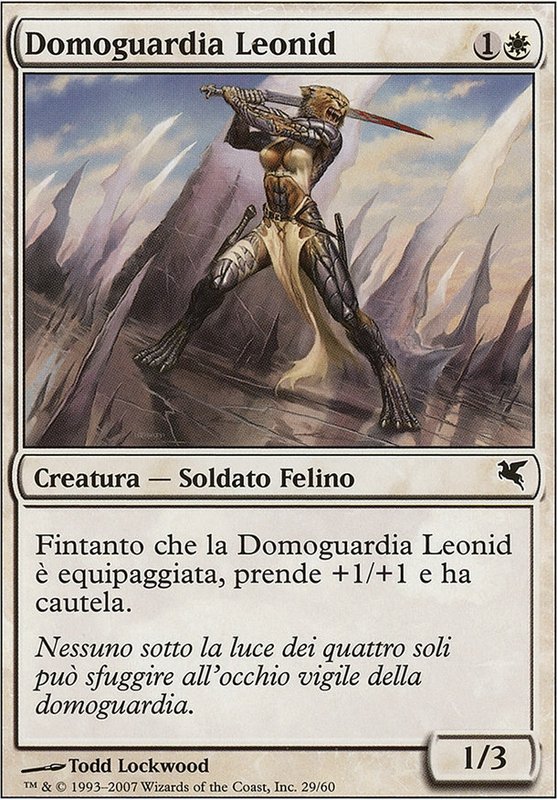 Domoguardia Leonid 1
Creatura — Soldato Felino
Fintanto che la Domoguardia Leonid
è equipaggiata, prende +1/+1 e ha
cautela.
Nessuno sotto la luce dei quattro soli
può sfuggire all'occhio vigile della
domoguardia.
1/3
Todd Lockwood
™ & © 1993–2007 Wizards of the Coast, Inc. 29/60